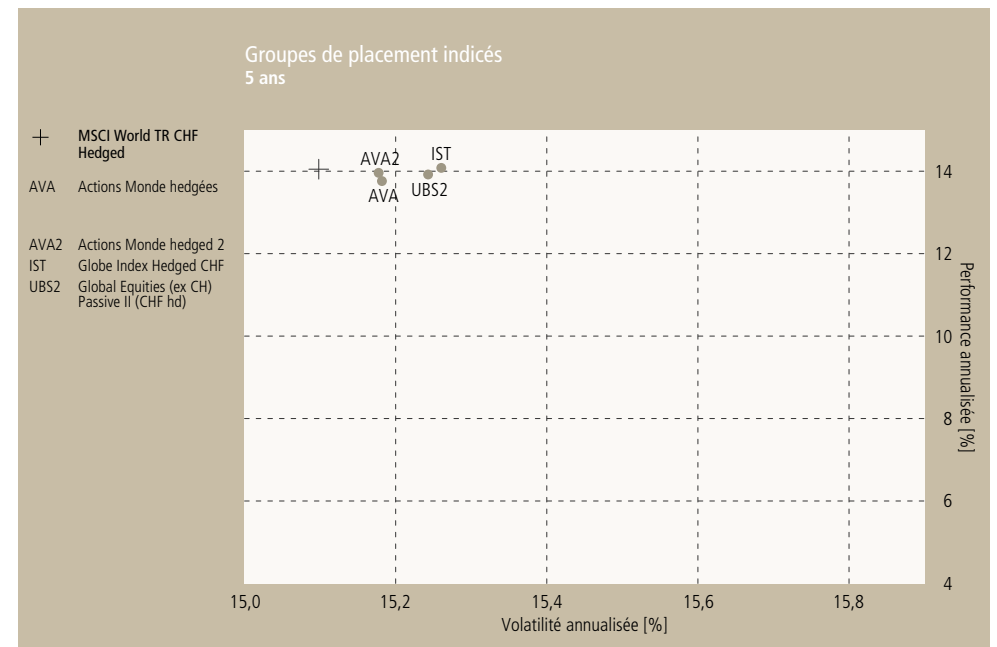 Groupes de placement indicés
5 ans
MSCI World TR CHF
Hedged
AVA Actions Monde hedgées
AVA2 Actions Monde hedged 2
IST Globe Index Hedged CHF
UBS2 Global Equities (ex CH)
Passive II (CHF hd)
AVA2
IST
AVA
UBS2
14
12
10
8
6
4
Performance annualisée [%]
15,0 15,2 15,4 15,6 15,8
Volatilité annualisée [%]